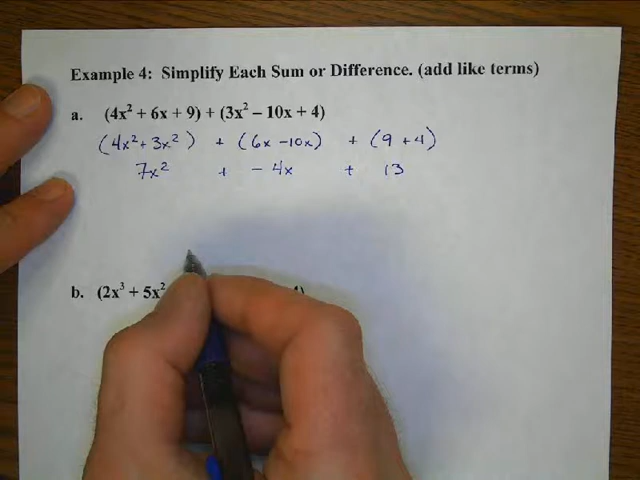 Example 4: Simplify Each Sum or Difference. (add like terms)
a. (4x² + 6x + 9) + (3x² – 10x + 4)
(4x² + 3x²) + (6x – 10x) + (9 + 4)
7x² + – 4x + 13
b. (2x³ + 5x² 4)